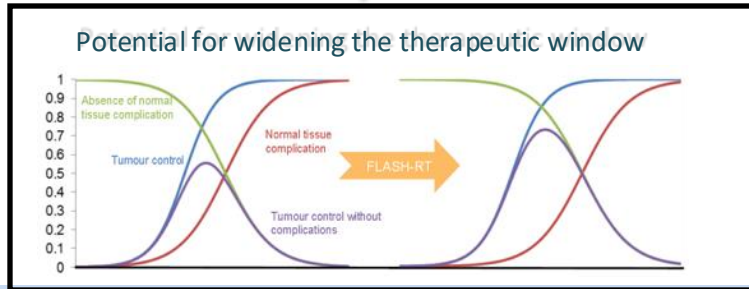 Potential for widening the therapeutic window
1
0.9
0.8
0.7
0.6
0.5
0.4
0.3
0.2
0.1
0
Absence of normal
tissue complication
Tumour control
Normal tissue
complication
Tumour control without
complications
FLASH-RT